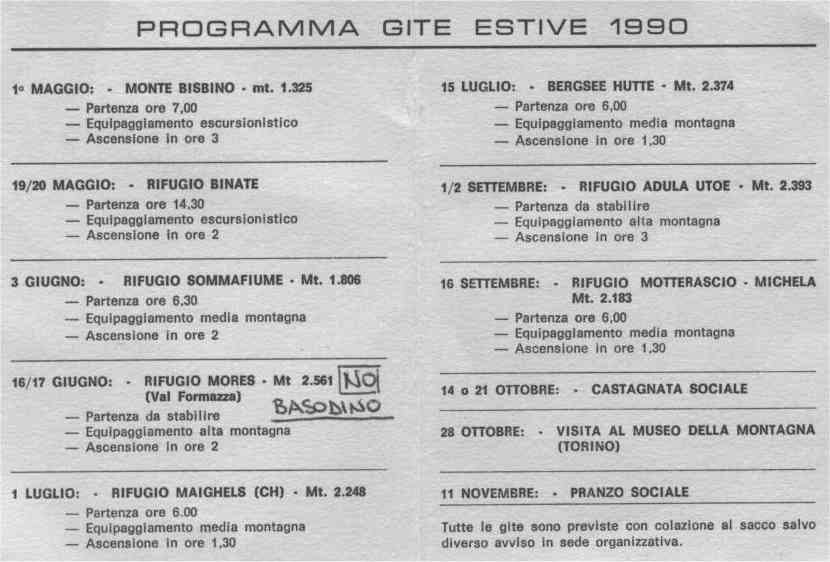 PROGRAMMA GITE ESTIVE 1990
1º MAGGIO: - MONTE BISBINO - mt. 1.325
— Partenza ore 7,00
— Equipaggiamento escursionistico
— Ascensione in ore 3
19/20 MAGGIO: - RIFUGIO BINATE
— Partenza ore 14,30
— Equipaggiamento escursionistico
— Ascensione in ore 2
3 GIUGNO: - RIFUGIO SOMMAFIUME - Mt. 1.806
— Partenza ore 6,30
— Equipaggiamento media montagna
— Ascensione in ore 2
16/17 GIUGNO: - RIFUGIO MORES - Mt 2.561 NO
(Val Formazza) BASODINO
— Partenza da stabilire
— Equipaggiamento alta montagna
— Ascensione in ore 2
1 LUGLIO: - RIFUGIO MAIGHELS (CH) - Mt. 2.248
— Partenza ore 6.00
— Equipaggiamento media montagna
— Ascensione in ore 1,30
15 LUGLIO: - BERGSEE HUTTE - Mt. 2.374
— Partenza ore 6,00
— Equipaggiamento media montagna
— Ascensione in ore 1,30
1/2 SETTEMBRE: - RIFUGIO ADULA UTOE - Mt. 2.393
— Partenza da stabilire
— Equipaggiamento alta montagna
— Ascensione in ore 3
16 SETTEMBRE: - RIFUGIO MOTTERASCIO - MICHELA
Mt. 2.183
— Partenza ore 6,00
— Equipaggiamento media montagna
— Ascensione in ore 1,30
14 o 21 OTTOBRE: - CASTAGNATA SOCIALE
28 OTTOBRE: - VISITA AL MUSEO DELLA MONTAGNA
(TORINO)
11 NOVEMBRE: - PRANZO SOCIALE
Tutte le gite sono previste con colazione al sacco salvo
diverso avviso in sede organizzativa.